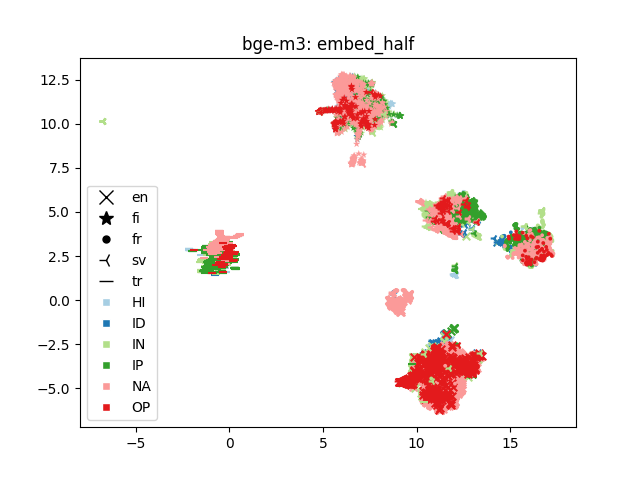 bge-m3: embed_half
12.5
10.0
7.5
5.0
2.5
0.0
−2.5
−5.0
−5
0
5
10
15
en
fi
fr
sv
tr
HI
ID
IN
IP
NA
OP